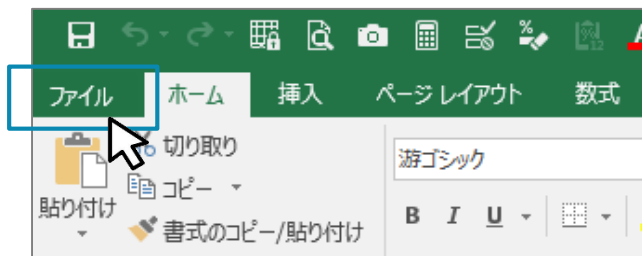 ファイル ホーム 挿入 ページ レイアウト 数式
切り取り
コピー
貼り付け
書式のコピー/貼り付け
游ゴシック
B I U